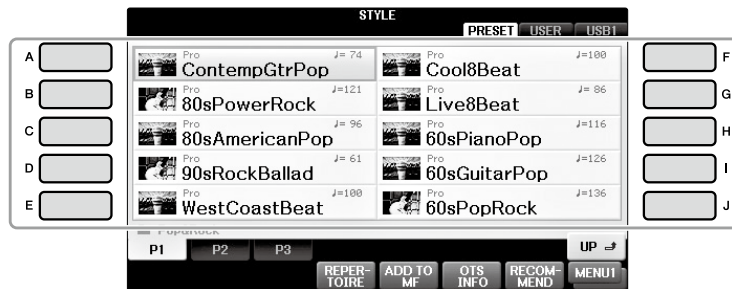 STYLE
PRESET USER USB1
A Pro ♩= 74 ContempGtrPop Pro ♩=100 Cool8Beat F
B Pro ♩=121 80sPowerRock Pro ♩= 86 Live8Beat G
C Pro ♩= 96 80sAmericanPop Pro ♩=116 60sPianoPop H
D Pro ♩= 61 90sRockBallad Pro ♩=126 60sGuitarPop I
E Pro ♩=100 WestCoastBeat Pro ♩=136 60sPopRock J
Pop&Rock
P1 P2 P3 UP
REPER-TOIRE ADD TO MF OTS INFO RECOM-MEND MENU1